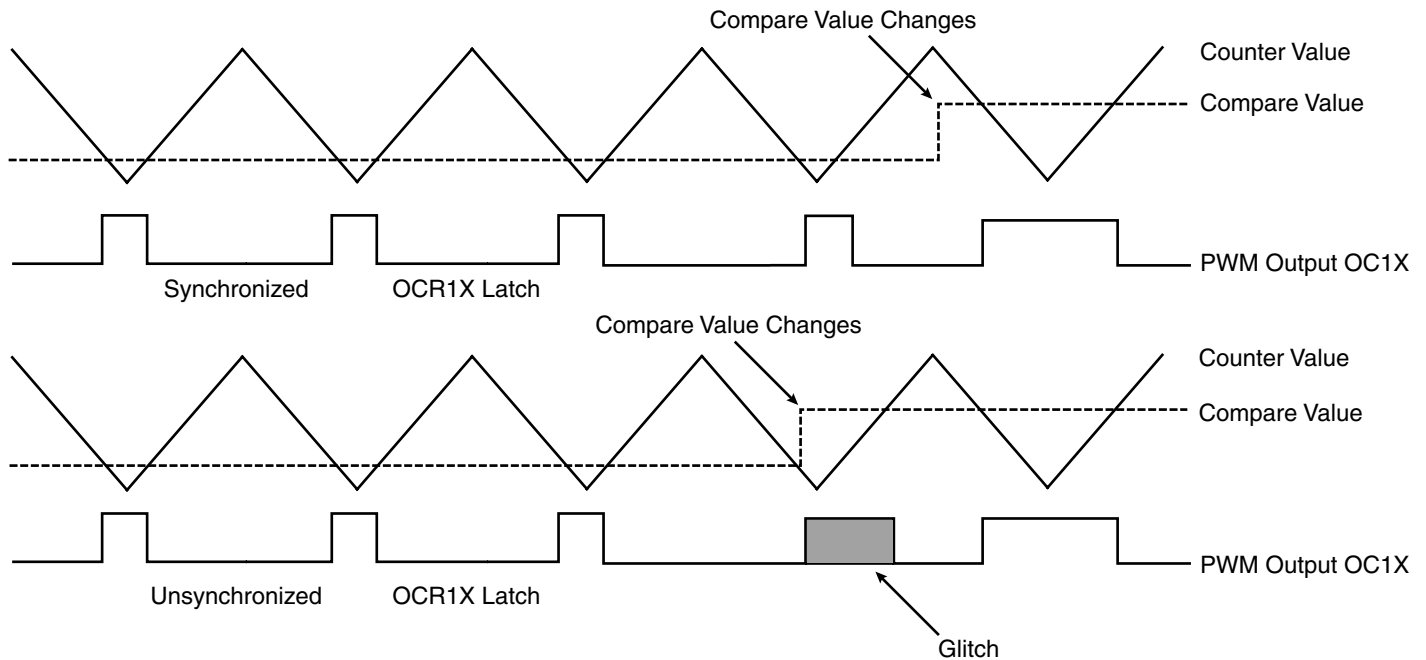 Compare Value Changes
Counter Value
Compare Value
PWM Output OC1X
Synchronized OCR1X Latch
Compare Value Changes
Counter Value
Compare Value
PWM Output OC1X
Unsynchronized OCR1X Latch
Glitch